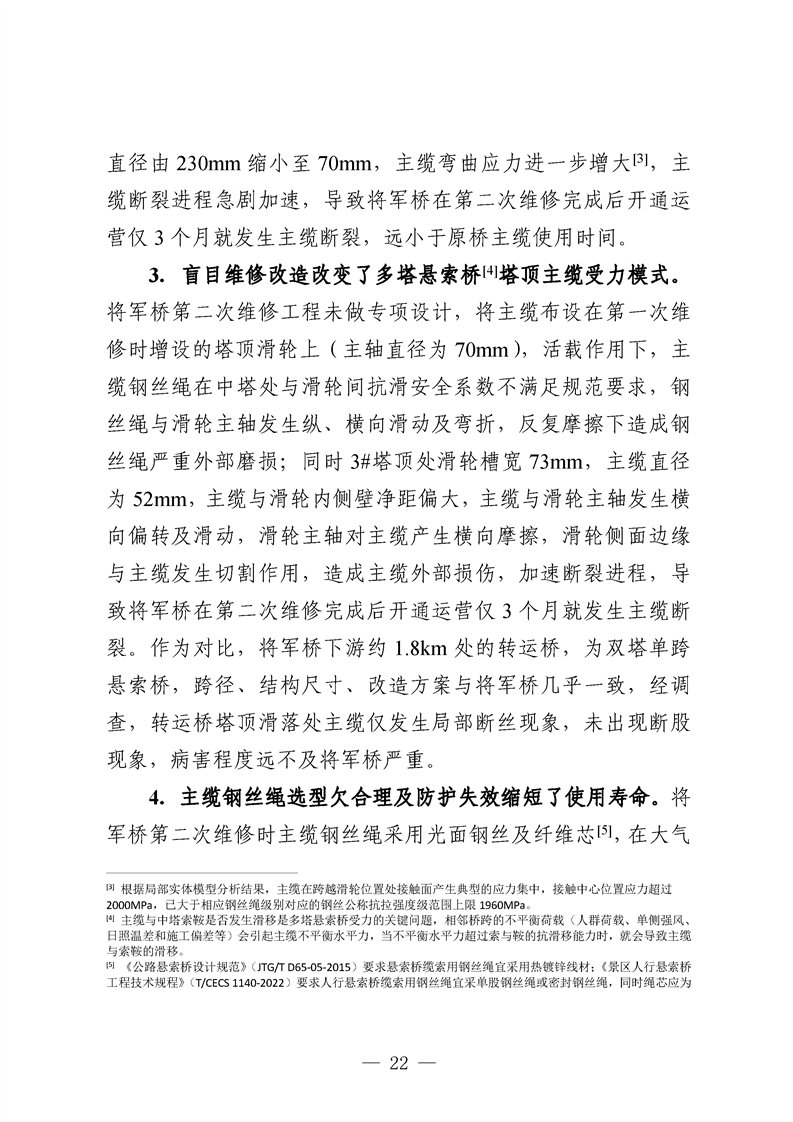 直径由 230mm 缩小至 70mm，主缆弯曲应力进一步增大[3]，主
缆断裂进程急剧加速，导致将军桥在第二次维修完成后开通运
营仅 3 个月就发生主缆断裂，远小于原桥主缆使用时间。
3．盲目维修改造改变了多塔悬索桥[4]塔顶主缆受力模式。
将军桥第二次维修工程未做专项设计，将主缆布设在第一次维
修时增设的塔顶滑轮上（主轴直径为 70mm），活载作用下，主
缆钢丝绳在中塔处与滑轮间抗滑安全系数不满足规范要求，钢
丝绳与滑轮主轴发生纵、横向滑动及弯折，反复摩擦下造成钢
丝绳严重外部磨损；同时 3#塔顶处滑轮槽宽 73mm，主缆直径
为 52mm，主缆与滑轮内侧壁净距偏大，主缆与滑轮主轴发生横
向偏转及滑动，滑轮主轴对主缆产生横向摩擦，滑轮侧面边缘
与主缆发生切割作用，造成主缆外部损伤，加速断裂进程，导
致将军桥在第二次维修完成后开通运营仅 3 个月就发生主缆断
裂。作为对比，将军桥下游约 1.8km 处的转运桥，为双塔单跨
悬索桥，跨径、结构尺寸、改造方案与将军桥几乎一致，经调
查，转运桥塔顶滑落处主缆仅发生局部断丝现象，未出现断股
现象，病害程度远不及将军桥严重。
4．主缆钢丝绳选型欠合理及防护失效缩短了使用寿命。将
军桥第二次维修时主缆钢丝绳采用光面钢丝及纤维芯[5]，在大气
[3] 根据局部实体模型分析结果，主缆在跨越滑轮位置处接触面产生典型的应力集中，接触中心位置应力超过
2000MPa，已大于相应钢丝绳级别对应的钢丝公称抗拉强度级范围上限 1960MPa。
[4] 主缆与中塔索鞍是否发生滑移是多塔悬索桥受力的关键问题，相邻桥跨的不平衡荷载（人群荷载、单侧强风、
日照温差和施工偏差等）会引起主缆不平衡水平力，当不平衡水平力超过索与鞍的抗滑移能力时，就会导致主缆
与索鞍的滑移。
[5] 《公路悬索桥设计规范》（JTG/T D65-05-2015）要求悬索桥缆索用钢丝绳宜采用热镀锌线材；《景区人行悬索桥
工程技术规程》（T/CECS 1140-2022）要求人行悬索桥缆索用钢丝绳宜采单股钢丝绳或密封钢丝绳，同时绳芯应为
— 22 —